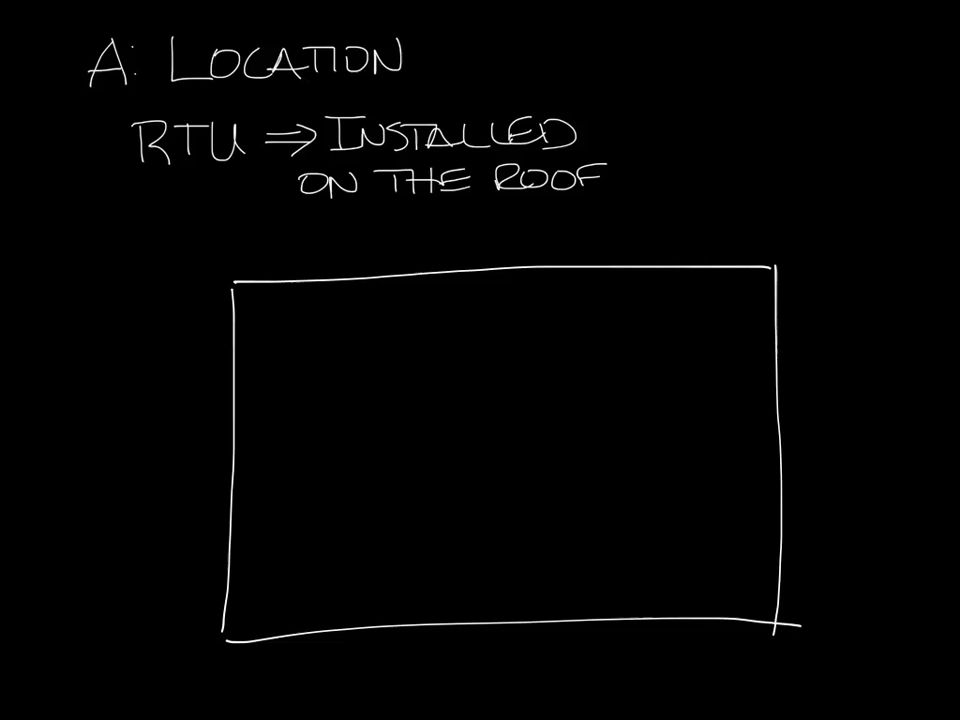 A: LOCATION
RTU ⇒ INSTALLED
ON THE ROOF